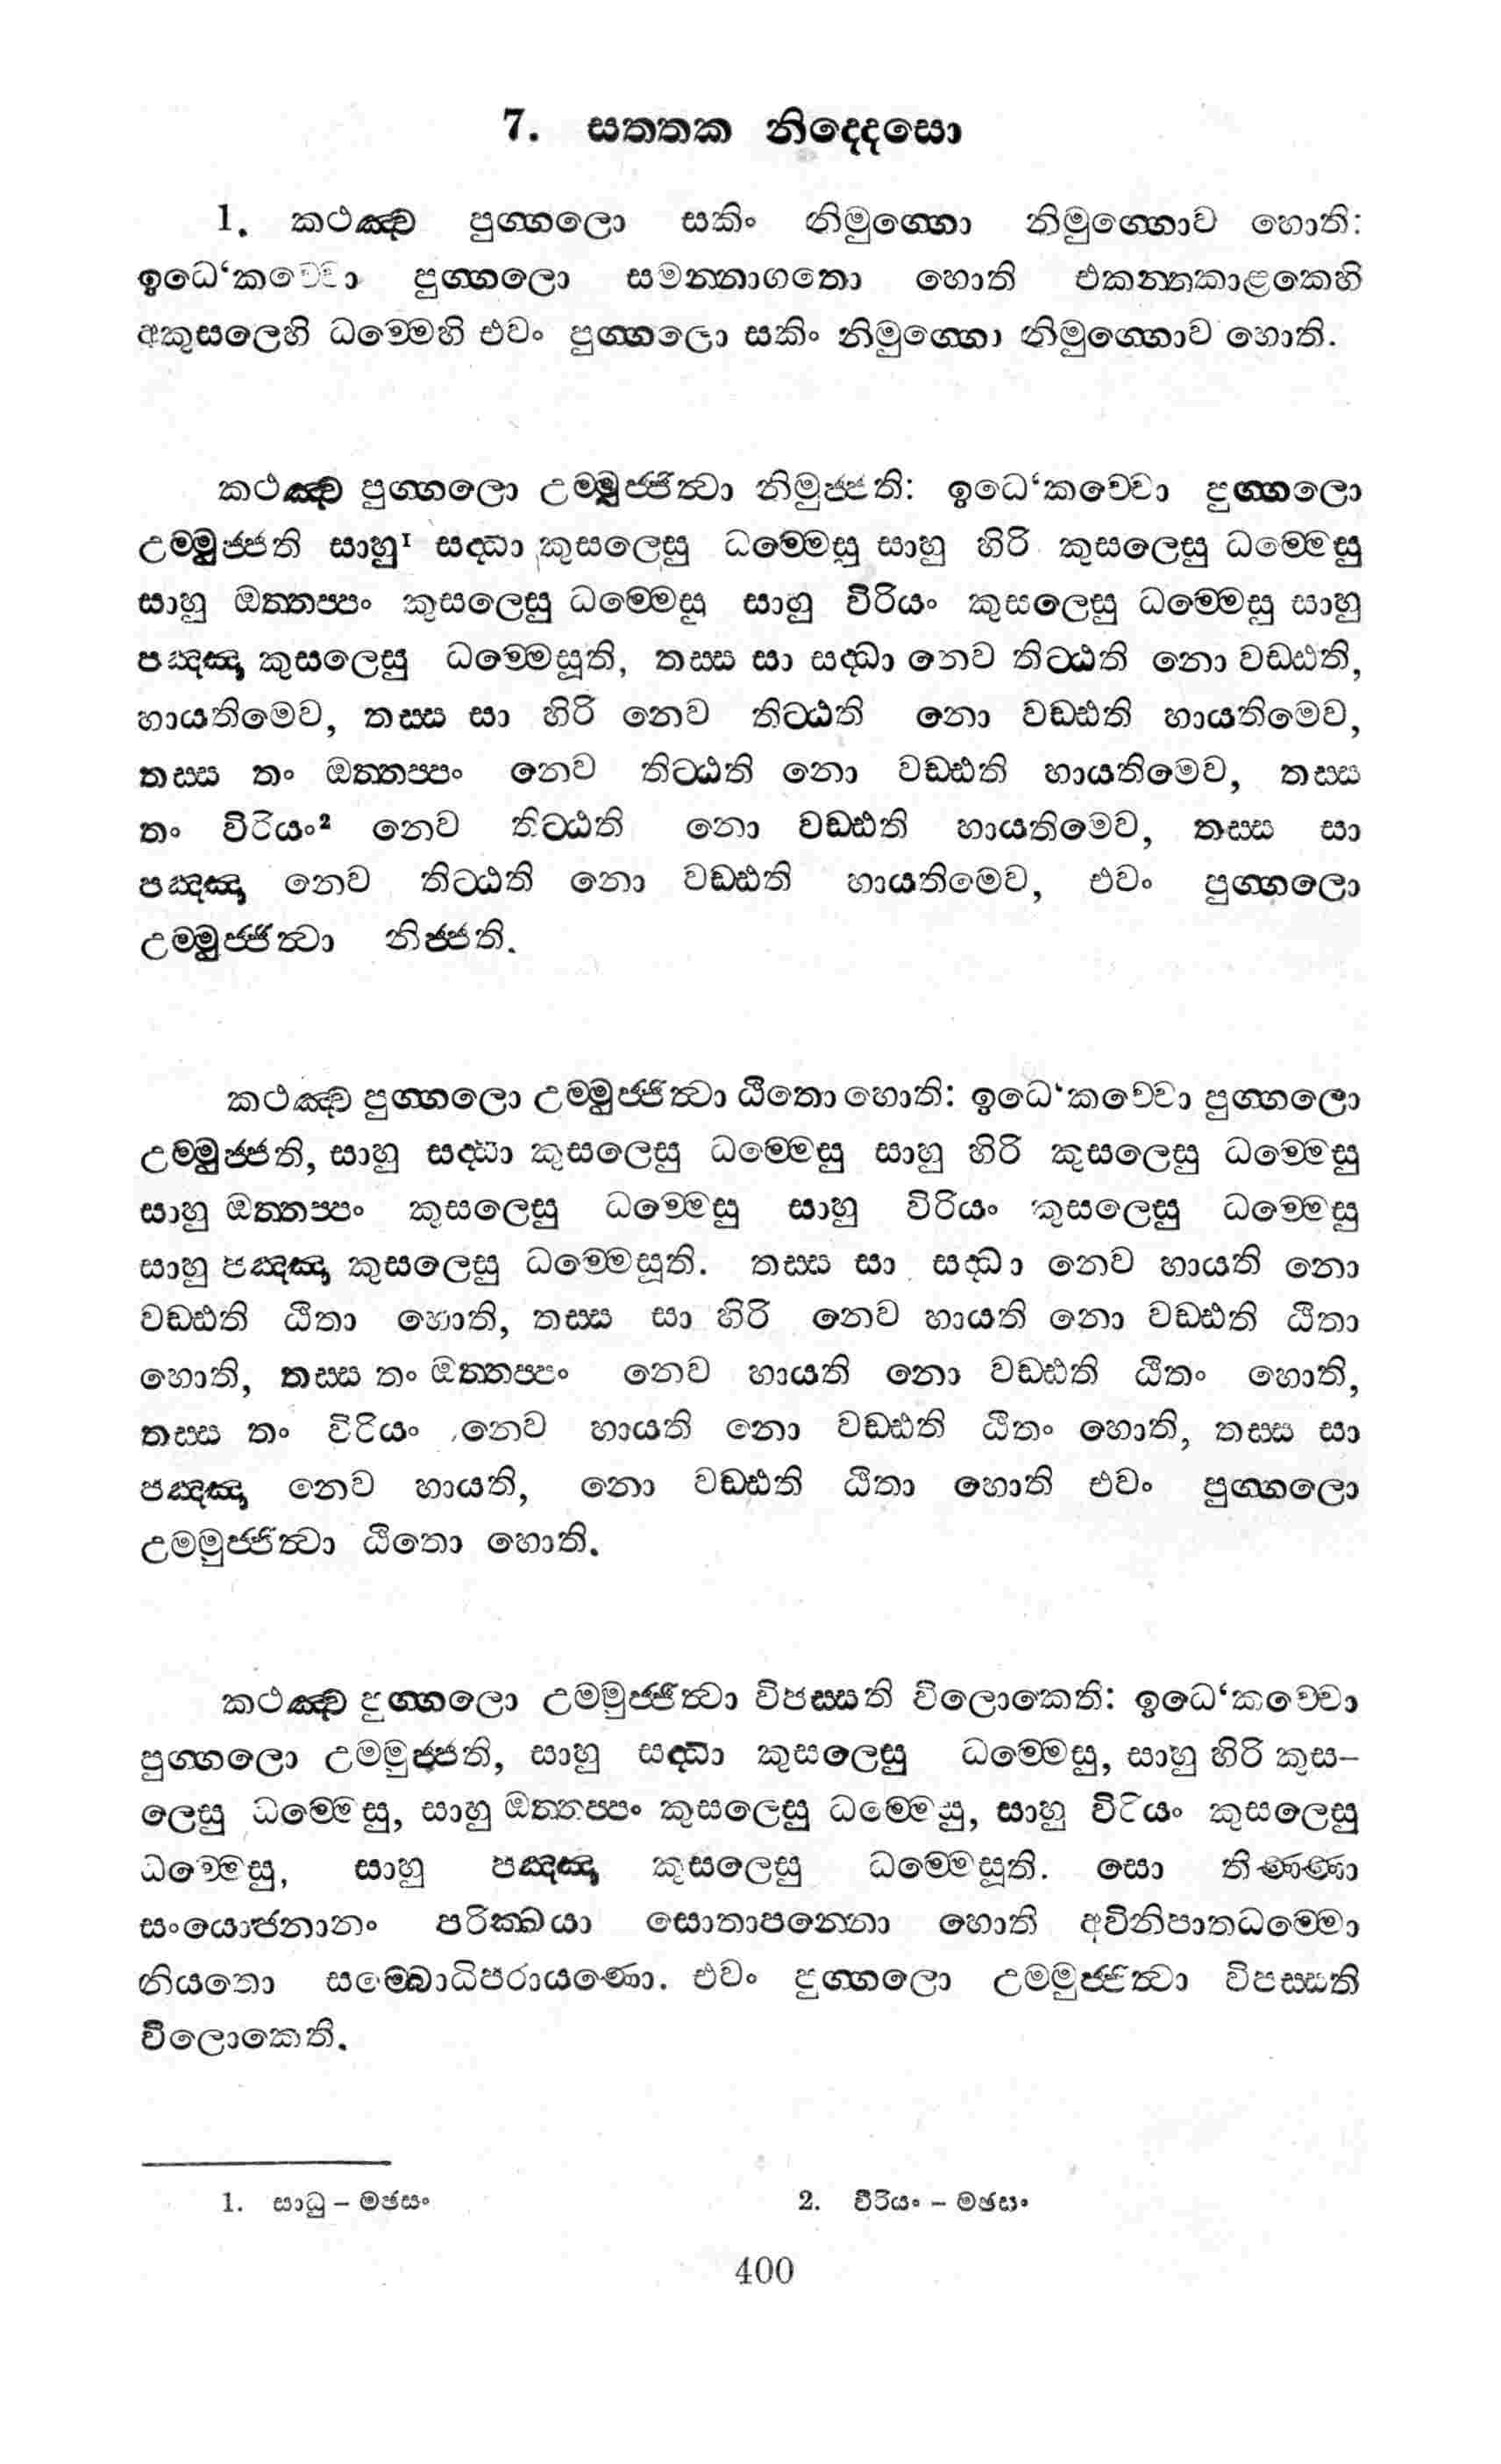 7. සත්තක නිද්දෙසො
1. කථඤ්ච පුග්ගලො සකිං නිමුග්ගො නිමුග්ගොව හොති:
ඉධෙ‘කච්චො පුග්ගලො සමන්නාගතො හොති එකන්තකාළකෙහි
අකුසලෙහි ධම්මෙහි එවං පුග්ගලො සකිං නිමුග්ගො නිමුග්ගොව හොති.
කථඤ්ච පුග්ගලො උම්මුජ්ජිත්වා නිමුජ්ජති: ඉධෙ‘කච්චො පුග්ගලො
උම්මුජ්ජති සාහු¹ සද්ධා කුසලෙසු ධම්මෙසු සාහු හිරි කුසලෙසු ධම්මෙසු
සාහු ඔත්තප්පං කුසලෙසු ධම්මෙසු සාහු විරියං කුසලෙසු ධම්මෙසු සාහු
පඤ්ඤා කුසලෙසු ධම්මෙසූති, තස්ස සා සද්ධා නෙව තිට්ඨති නො වඩ්ඪති,
හායතිමෙව, තස්ස සා හිරි නෙව තිට්ඨති නො වඩ්ඪති හායතිමෙව,
තස්ස තං ඔත්තප්පං නෙව තිට්ඨති නො වඩ්ඪති හායතිමෙව, තස්ස
තං විරියං² නෙව තිට්ඨති නො වඩ්ඪති හායතිමෙව, තස්ස සා
පඤ්ඤා නෙව තිට්ඨති නො වඩ්ඪති හායතිමෙව, එවං පුග්ගලො
උම්මුජ්ජිත්වා නිජ්ජති.
කථඤ්ච පුග්ගලො උම්මුජ්ජිත්වා ඨිතො හොති: ඉධෙ‘කච්චො පුග්ගලො
උම්මුජ්ජති, සාහු සද්ධා කුසලෙසු ධම්මෙසු සාහු හිරි කුසලෙසු ධම්මෙසු
සාහු ඔත්තප්පං කුසලෙසු ධම්මෙසු සාහු විරියං කුසලෙසු ධම්මෙසු
සාහු පඤ්ඤා කුසලෙසු ධම්මෙසූති. තස්ස සා සද්ධා නෙව හායති නො
වඩ්ඪති ඨිතා හොති, තස්ස සා හිරි නෙව හායති නො වඩ්ඪති ඨිතා
හොති, තස්ස තං ඔත්තප්පං නෙව හායති නො වඩ්ඪති ඨිතං හොති,
තස්ස තං විරියං නෙව හායති නො වඩ්ඪති ඨිතං හොති, තස්ස සා
පඤ්ඤා නෙව හායති, නො වඩ්ඪති ඨිතා හොති එවං පුග්ගලො
උම්මුජ්ජිත්වා ඨිතො හොති.
කථඤ්ච පුග්ගලො උම්මුජ්ජිත්වා විපස්සති විලොකෙති: ඉධෙ‘කච්චො
පුග්ගලො උම්මුජ්ජති, සාහු සද්ධා කුසලෙසු ධම්මෙසු, සාහු හිරි කුස-
ලෙසු ධම්මෙසු, සාහු ඔත්තප්පං කුසලෙසු ධම්මෙසු, සාහු විරියං කුසලෙසු
ධම්මෙසු, සාහු පඤ්ඤා කුසලෙසු ධම්මෙසූති. සො තිණ්ණං
සංයොජනානං පරික්ඛයා සොතාපන්නො හොති අවිනිපාතධම්මො
නියතො සම්බොධිපරායණො. එවං පුග්ගලො උම්මුජ්ජිත්වා විපස්සති
විලොකෙති.
1. සාධු - මඡසං 2. වීරියං - මඡසං
400